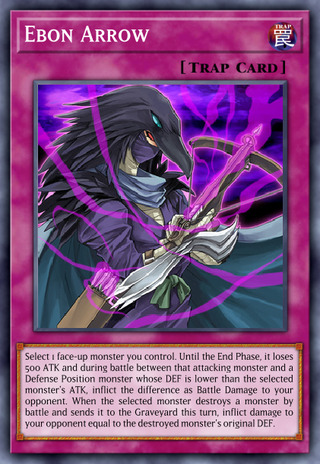 Ebon Arrow
TRAP
罠
[Trap Card]
Select 1 face-up monster you control. Until the End Phase, it loses
500 ATK and during battle between that attacking monster and a
Defense Position monster whose DEF is lower than the selected
monster's ATK, inflict the difference as Battle Damage to your
opponent. When the selected monster destroys a monster by
battle and sends it to the Graveyard this turn, inflict damage to
your opponent equal to the destroyed monster's original DEF.